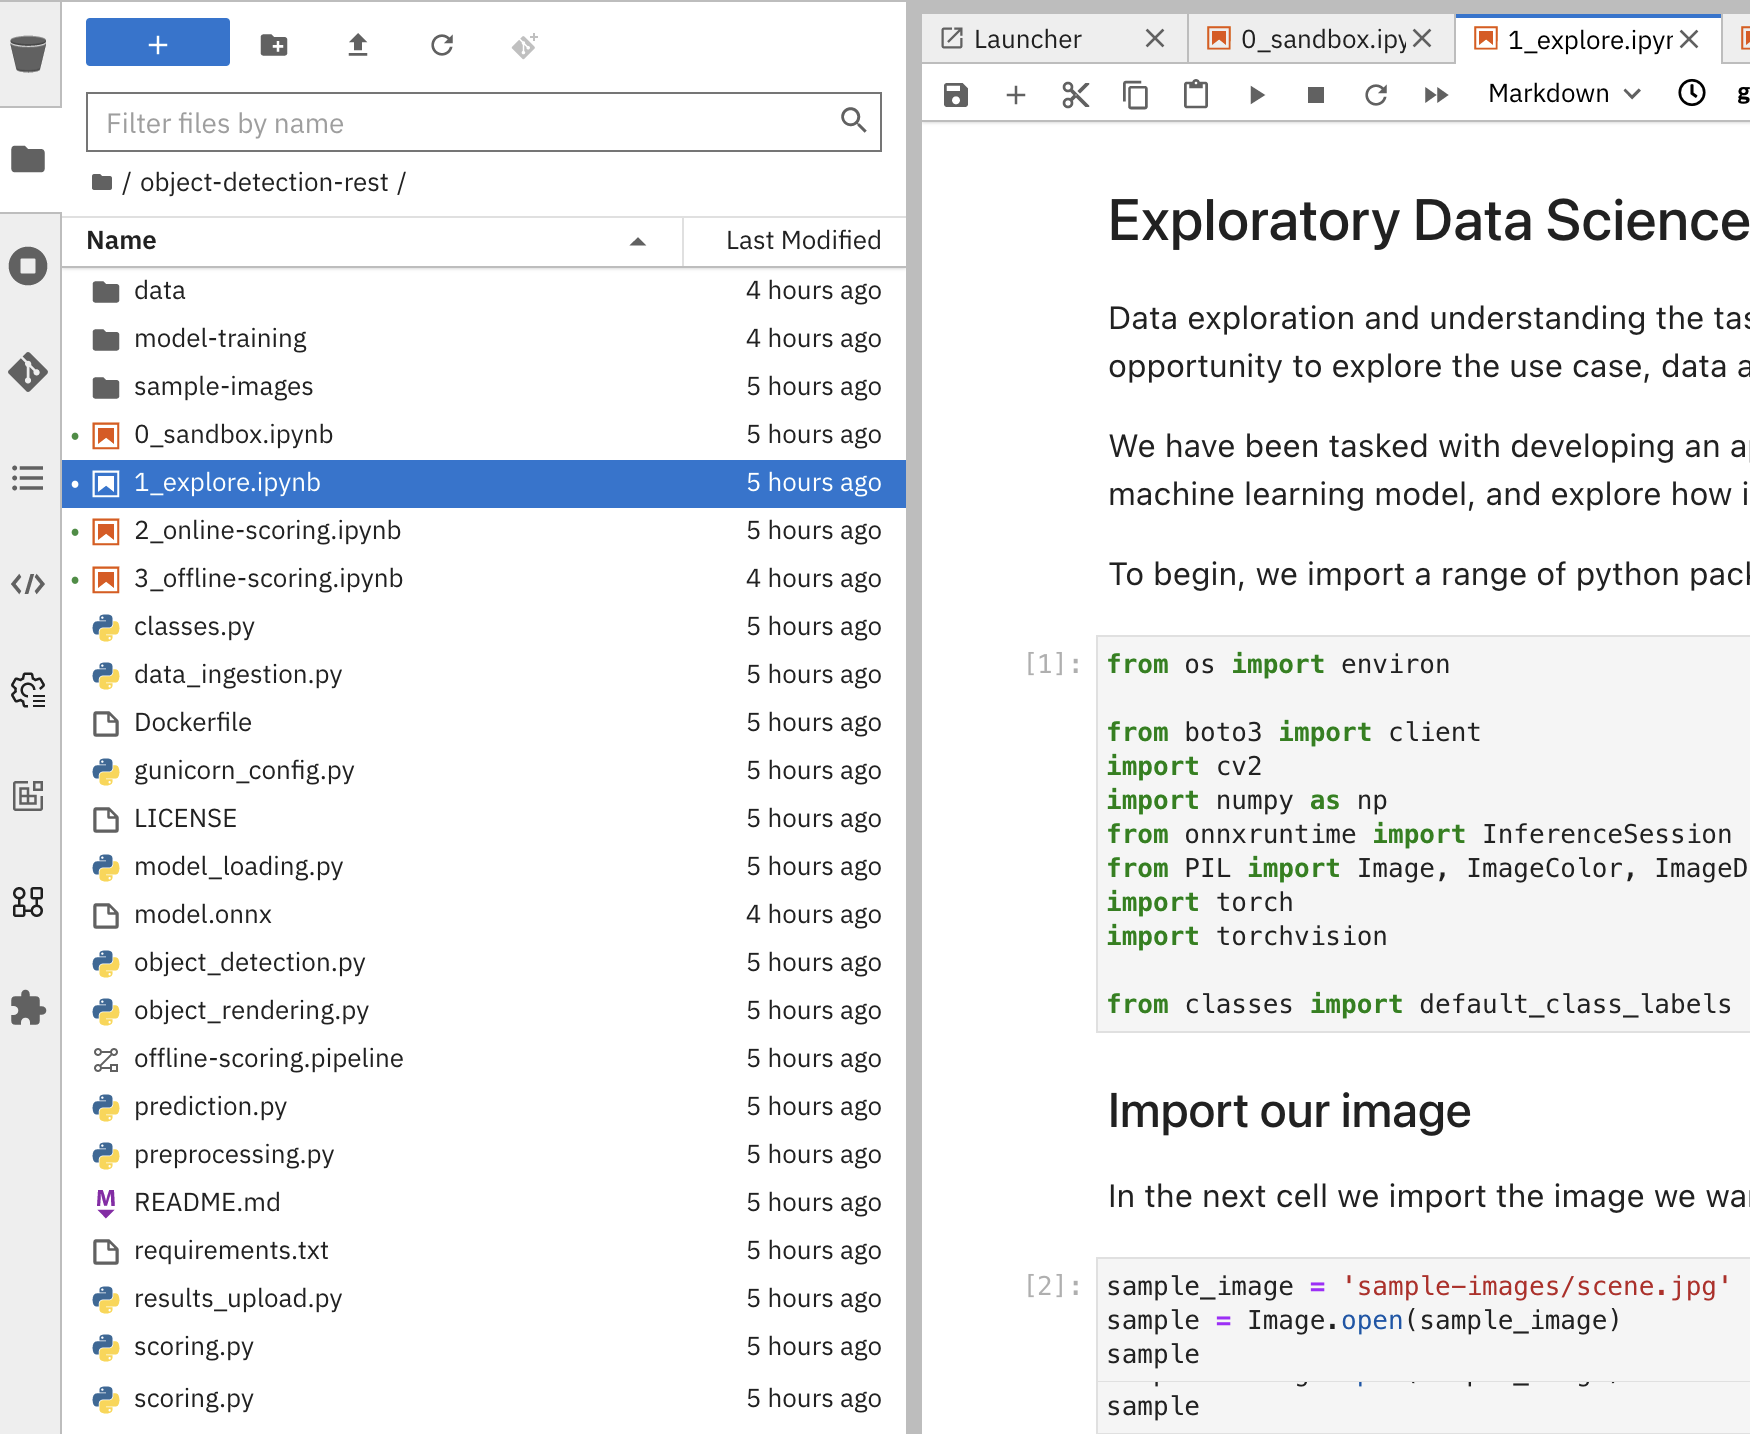 Filter files by name
/ object-detection-rest /
Name Last Modified
data 4 hours ago
model-training 4 hours ago
sample-images 5 hours ago
0_sandbox.ipynb 5 hours ago
1_explore.ipynb 5 hours ago
2_online-scoring.ipynb 5 hours ago
3_offline-scoring.ipynb 4 hours ago
classes.py 5 hours ago
data_ingestion.py 5 hours ago
Dockerfile 5 hours ago
gunicorn_config.py 5 hours ago
LICENSE 5 hours ago
model_loading.py 5 hours ago
model.onnx 4 hours ago
object_detection.py 5 hours ago
object_rendering.py 5 hours ago
offline-scoring.pipeline 5 hours ago
prediction.py 5 hours ago
preprocessing.py 5 hours ago
README.md 5 hours ago
requirements.txt 5 hours ago
results_upload.py 5 hours ago
scoring.py 5 hours ago
scoring.py 5 hours ago
Launcher 0_sandbox.ipy 1_explore.ipyr
Markdown
Exploratory Data Science
Data exploration and understanding the tas
opportunity to explore the use case, data a
We have been tasked with developing an a
machine learning model, and explore how i
To begin, we import a range of python pac
[1]:
from os import environ
from boto3 import client
import cv2
import numpy as np
from onnxruntime import InferenceSession
from PIL import Image, ImageColor, ImageD
import torch
import torchvision
from classes import default_class_labels
Import our image
In the next cell we import the image we wa
[2]:
sample_image = 'sample-images/scene.jpg'
sample = Image.open(sample_image)
sample
sample